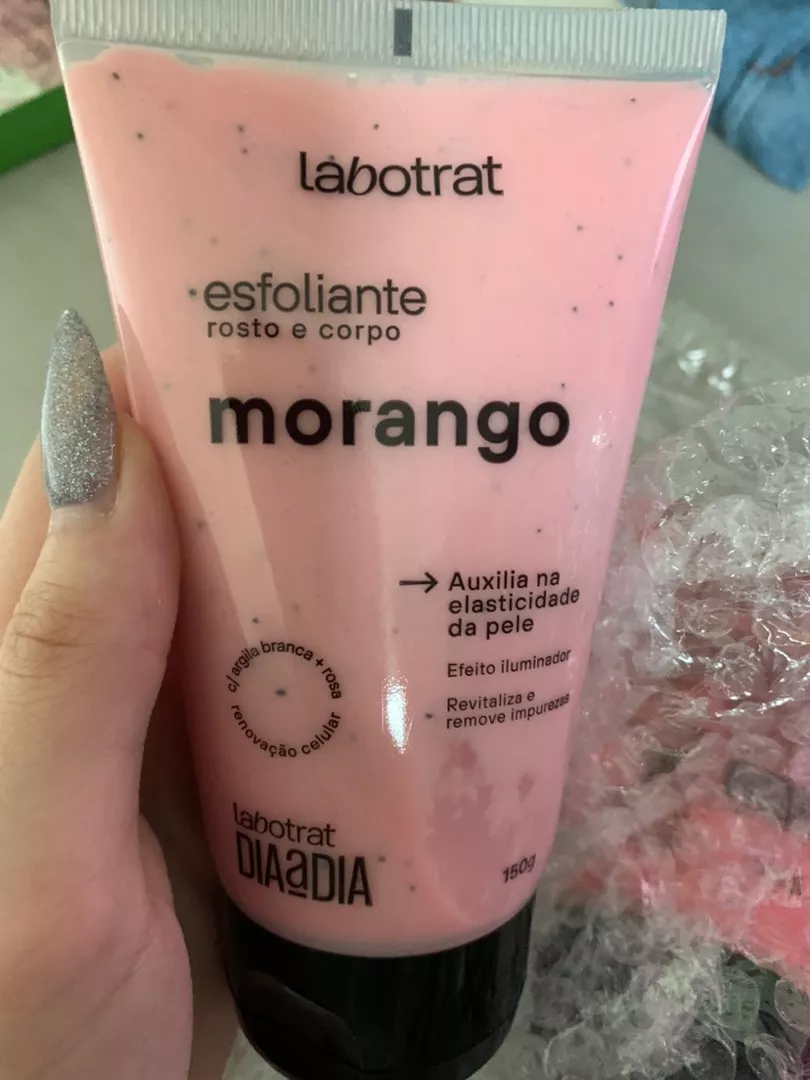 labotrat
esfoliante
rosto e corpo
morango
→ Auxilia na
elasticidade
da pele
Efeito iluminador
Revitaliza e
remove impurezas
c/ argila branca + rosa
renovação celular
labotrat
DIAaDIA
150g